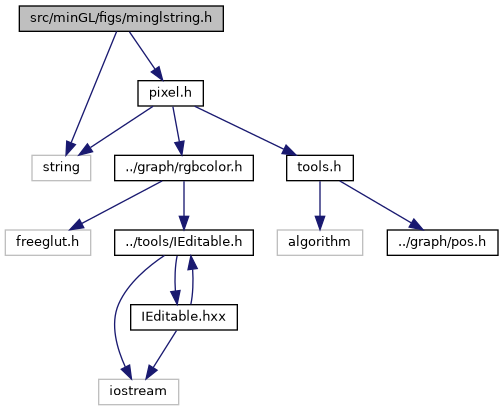 src/minGL/figs/minglstring.h
pixel.h
string
../graph/rgbcolor.h
tools.h
freeglut.h
../tools/IEditable.h
algorithm
../graph/pos.h
IEditable.hxx
iostream